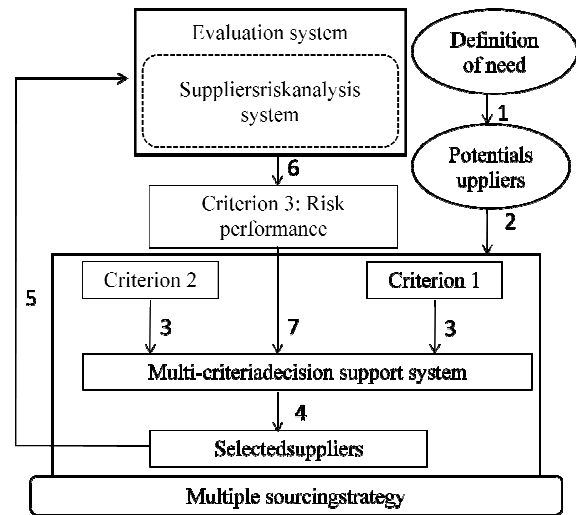 Evaluation system
Suppliersriskanalysis
system
Definition
of need
1
Potentials
uppliers
6
2
Criterion 3: Risk
performance
Criterion 2
Criterion 1
5
3
7
3
Multi-criteriadecision support system
4
Selectedsuppliers
Multiple sourcingstrategy